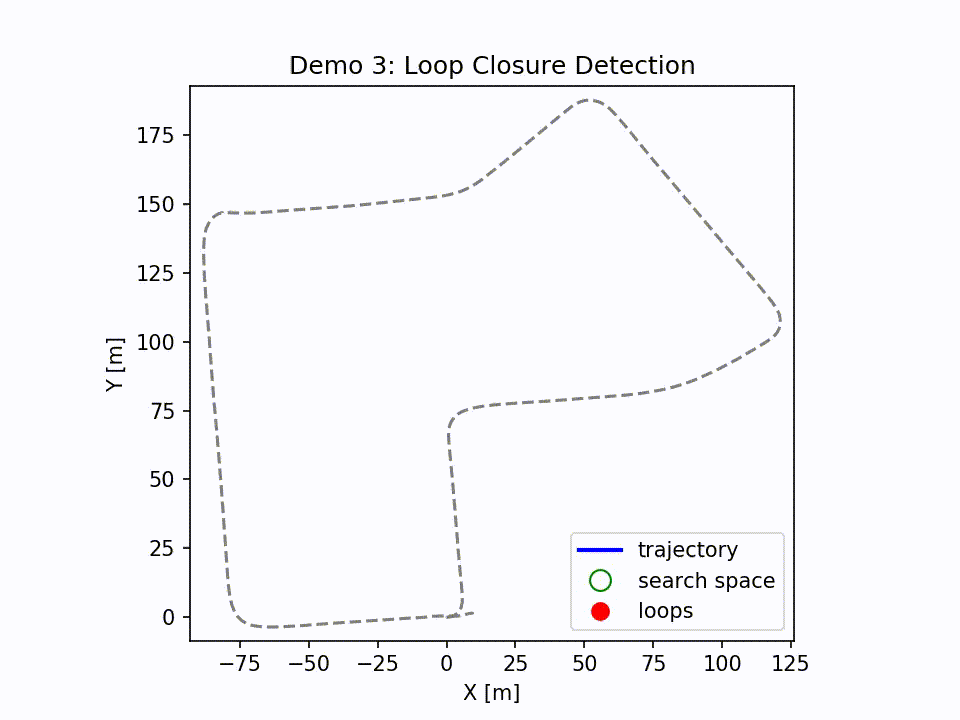 Demo 3: Loop Closure Detection
Y [m]
175
150
125
100
75
50
25
0
trajectory
search space
loops
−75 −50 −25 0 25 50 75 100 125
X [m]